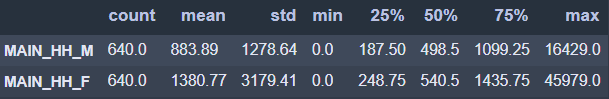 count mean std min 25% 50% 75% max
MAIN_HH_M 640.0 883.89 1278.64 0.0 187.50 498.5 1099.25 16429.0
MAIN_HH_F 640.0 1380.77 3179.41 0.0 248.75 540.5 1435.75 45979.0